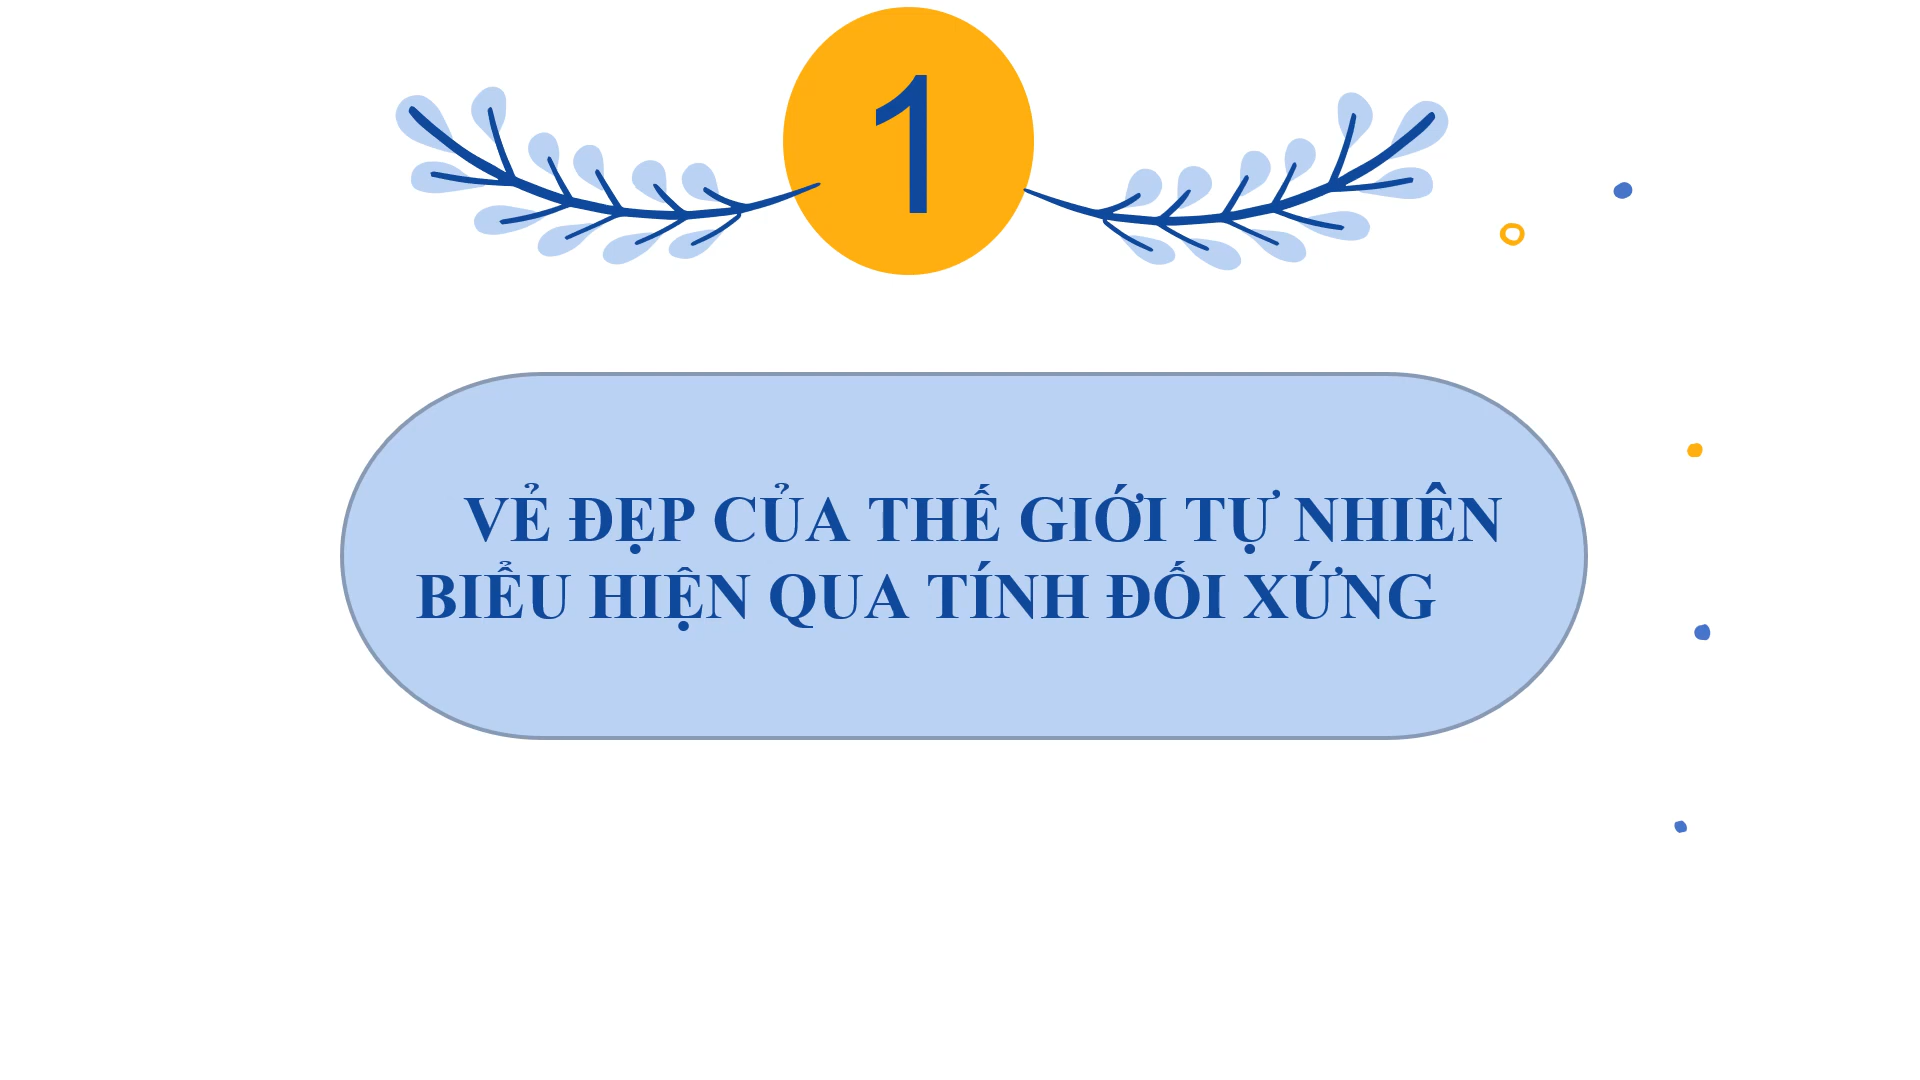 1
VẺ ĐẸP CỦA THẾ GIỚI TỰ NHIÊN
BIỂU HIỆN QUA TÍNH ĐỐI XỨNG